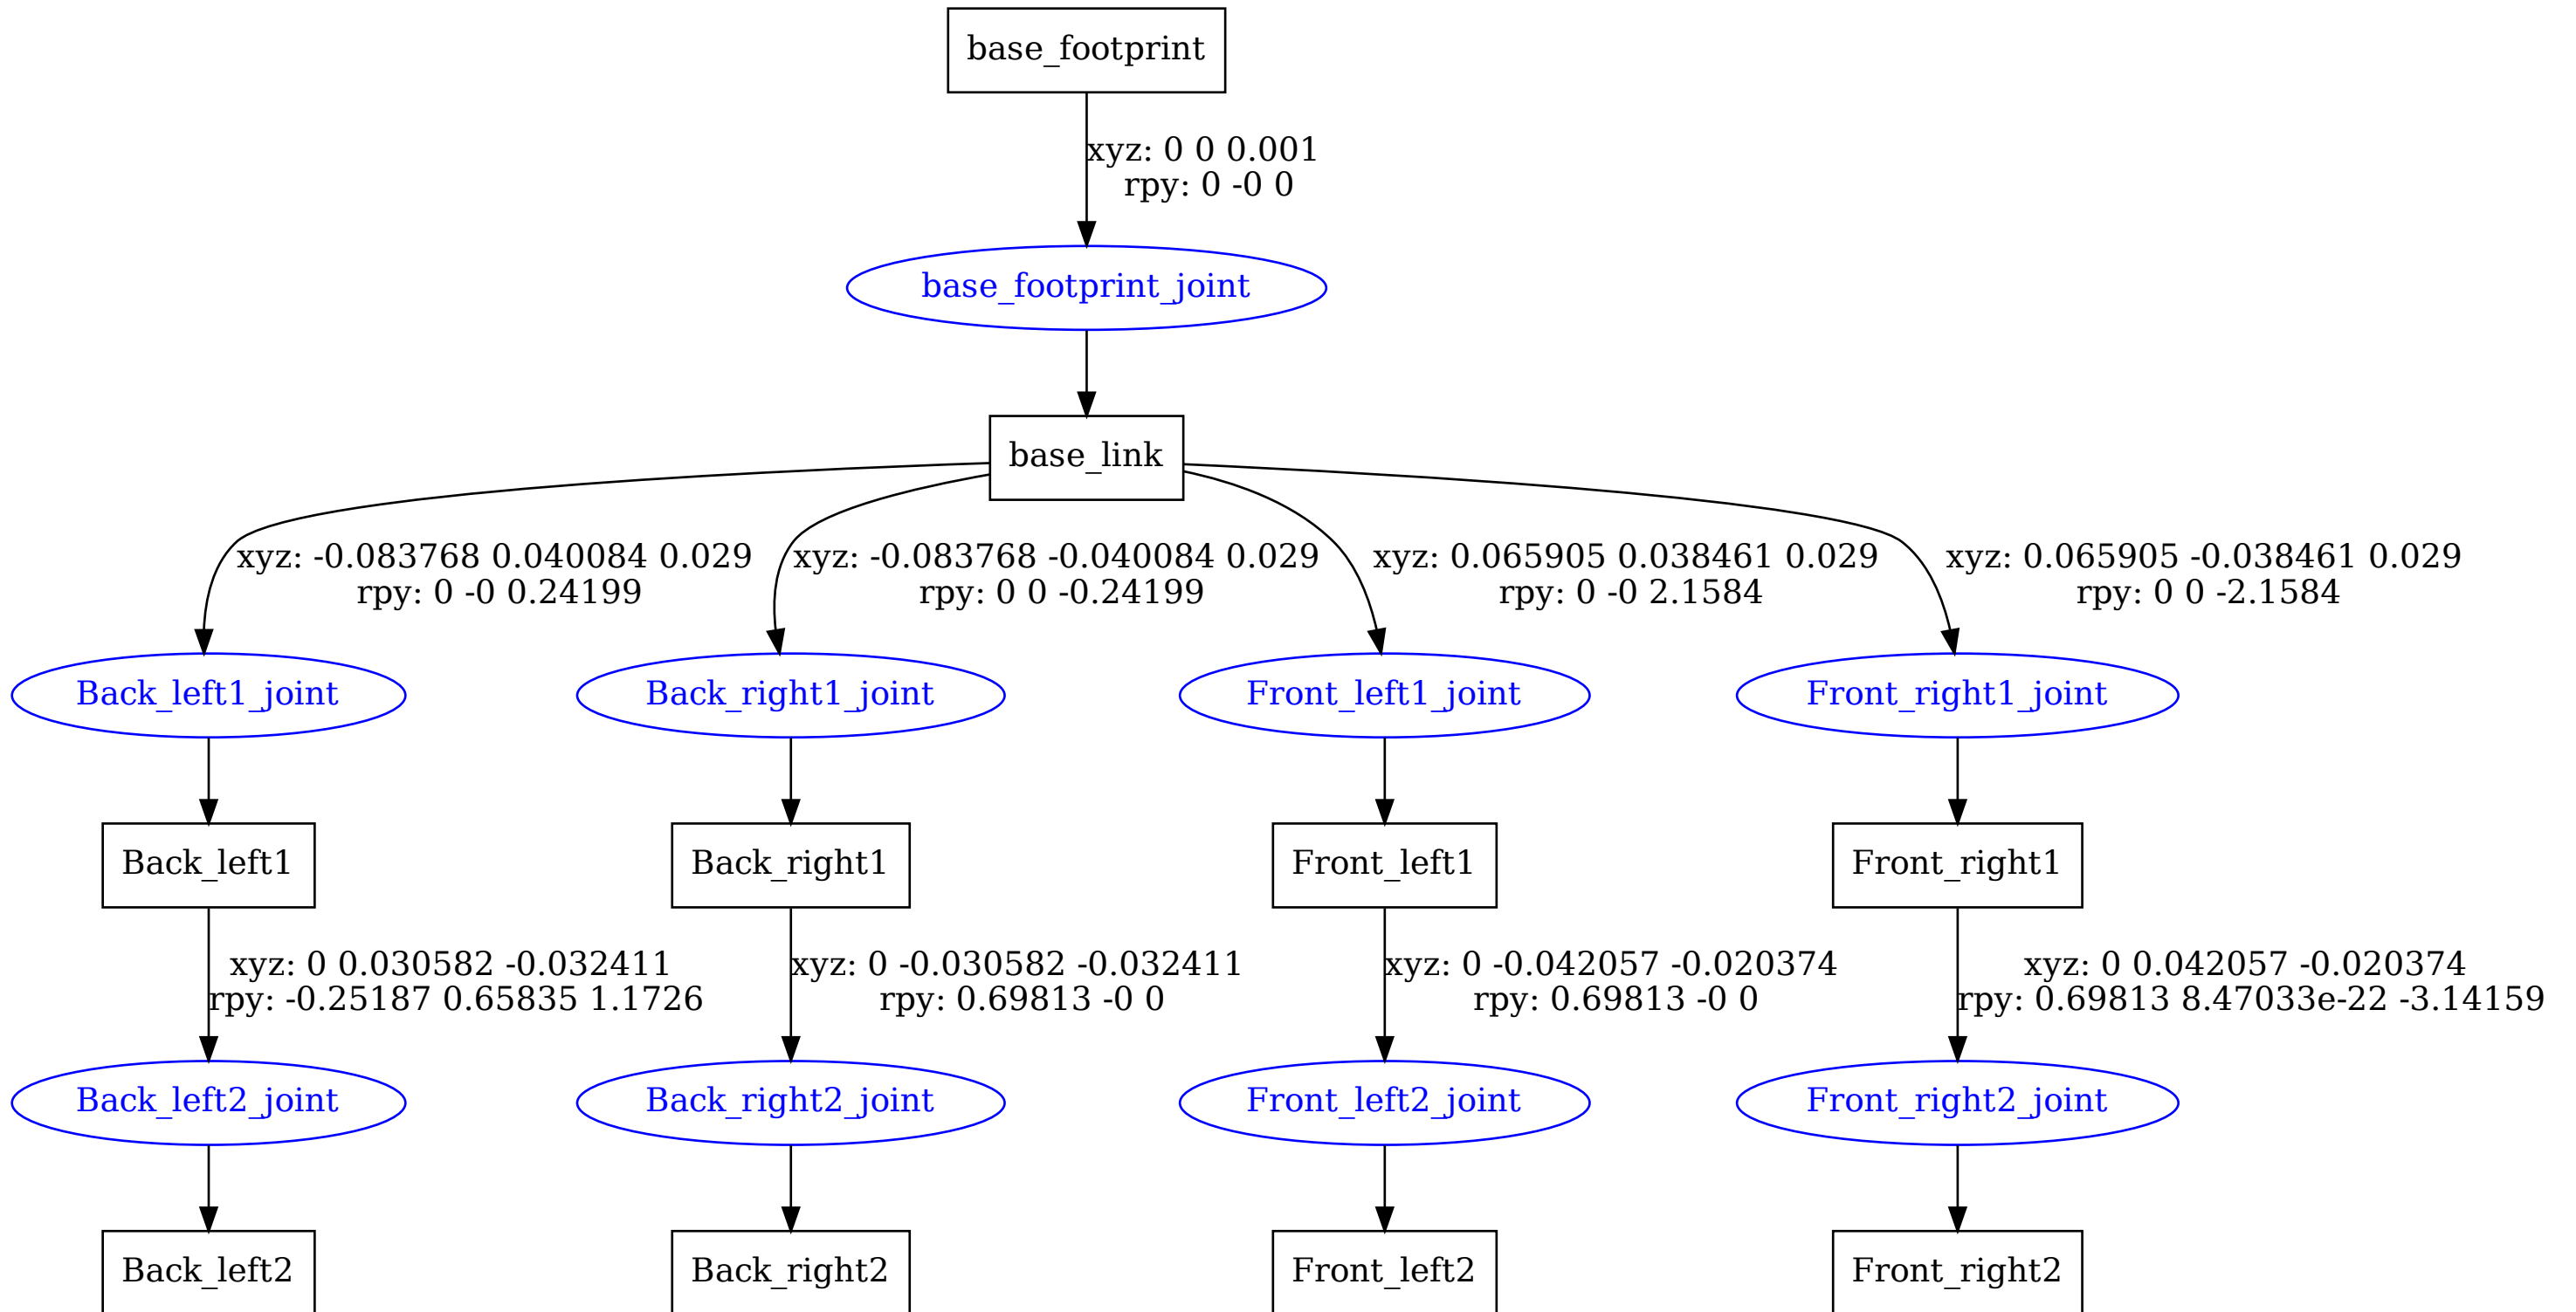 base_footprint
xyz: 0 0 0.001
rpy: 0 -0 0
base_footprint_joint
base_link
xyz: -0.083768 0.040084 0.029
rpy: 0 -0 0.24199
xyz: -0.083768 -0.040084 0.029
rpy: 0 0 -0.24199
xyz: 0.065905 0.038461 0.029
rpy: 0 -0 2.1584
xyz: 0.065905 -0.038461 0.029
rpy: 0 0 -2.1584
Back_left1_joint
Back_right1_joint
Front_left1_joint
Front_right1_joint
Back_left1
Back_right1
Front_left1
Front_right1
xyz: 0 0.030582 -0.032411
rpy: -0.25187 0.65835 1.1726
xyz: 0 -0.030582 -0.032411
rpy: 0.69813 -0 0
xyz: 0 -0.042057 -0.020374
rpy: 0.69813 -0 0
xyz: 0 0.042057 -0.020374
rpy: 0.69813 8.47033e-22 -3.14159
Back_left2_joint
Back_right2_joint
Front_left2_joint
Front_right2_joint
Back_left2
Back_right2
Front_left2
Front_right2